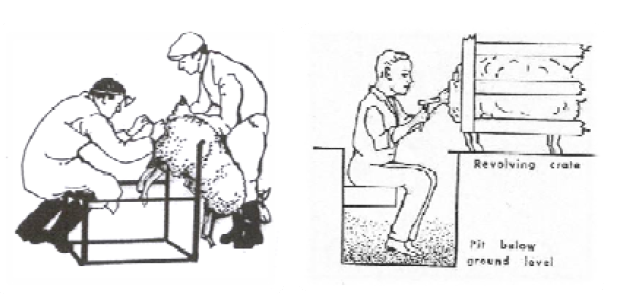 Revolving crate
Pit below
ground level